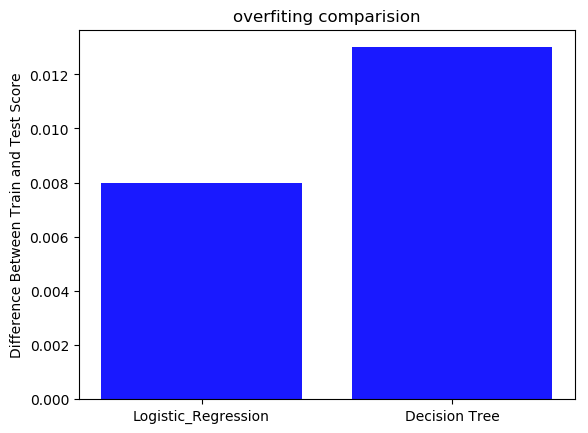 overfiting comparision
Difference Between Train and Test Score
0.012
0.010
0.008
0.006
0.004
0.002
0.000
Logistic_Regression
Decision Tree